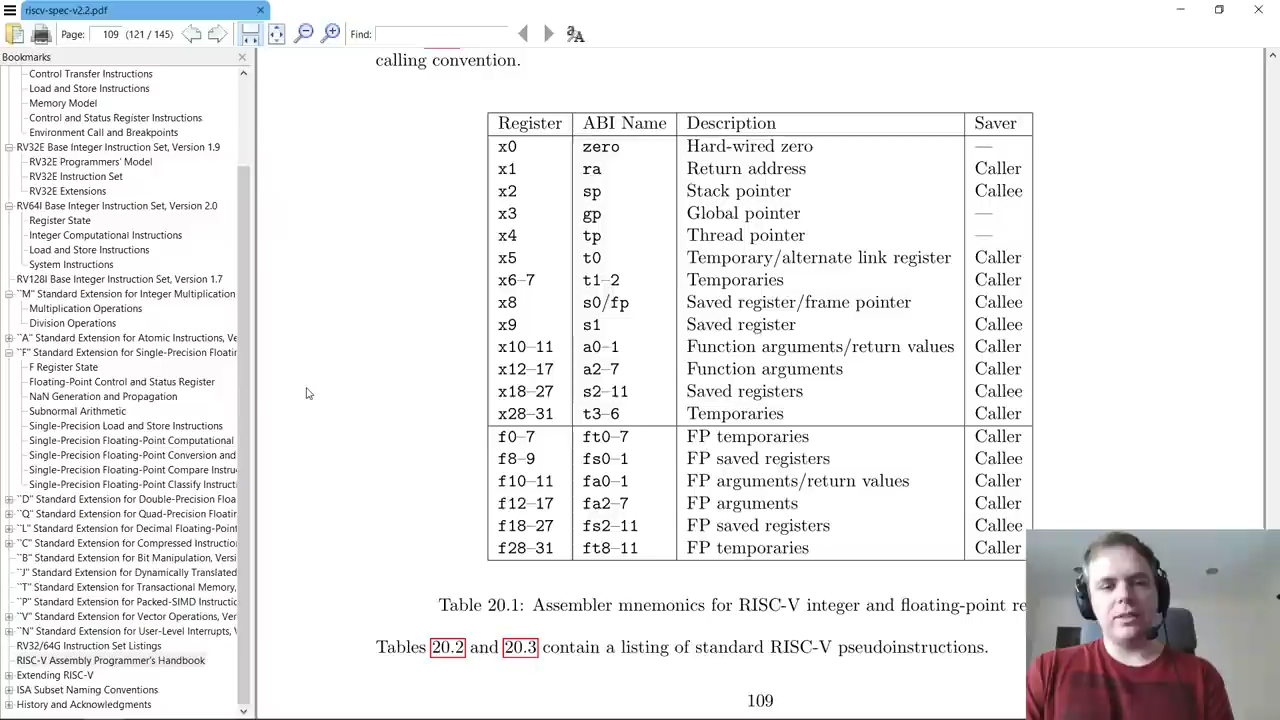 riscv-spec-v2.2.pdf
Page: 109 (121 / 145) Find:
Bookmarks
Control Transfer Instructions
Load and Store Instructions
Memory Model
Control and Status Register Instructions
Environment Call and Breakpoints
RV32E Base Integer Instruction Set, Version 1.9
RV32E Programmers' Model
RV32E Instruction Set
RV32E Extensions
RV64I Base Integer Instruction Set, Version 2.0
Register State
Integer Computational Instructions
Load and Store Instructions
System Instructions
RV128I Base Integer Instruction Set, Version 1.7
``M'' Standard Extension for Integer Multiplication
Multiplication Operations
Division Operations
``A'' Standard Extension for Atomic Instructions, Ve
``F'' Standard Extension for Single-Precision Floatin
F Register State
Floating-Point Control and Status Register
NaN Generation and Propagation
Subnormal Arithmetic
Single-Precision Load and Store Instructions
Single-Precision Floating-Point Computational
Single-Precision Floating-Point Conversion and
Single-Precision Floating-Point Compare Instru
Single-Precision Floating-Point Classify Instruct
``D'' Standard Extension for Double-Precision Floa
``Q'' Standard Extension for Quad-Precision Floatin
``L'' Standard Extension for Decimal Floating-Point
``C'' Standard Extension for Compressed Instructio
``B'' Standard Extension for Bit Manipulation, Versi
``J'' Standard Extension for Dynamically Translated
``T'' Standard Extension for Transactional Memory,
``P'' Standard Extension for Packed-SIMD Instructio
``V'' Standard Extension for Vector Operations, Ver
``N'' Standard Extension for User-Level Interrupts, V
RV32/64G Instruction Set Listings
RISC-V Assembly Programmer's Handbook
Extending RISC-V
ISA Subset Naming Conventions
History and Acknowledgments
calling convention.
Register ABI Name Description Saver
x0 zero Hard-wired zero —
x1 ra Return address Caller
x2 sp Stack pointer Callee
x3 gp Global pointer —
x4 tp Thread pointer —
x5 t0 Temporary/alternate link register Caller
x6–7 t1–2 Temporaries Caller
x8 s0/fp Saved register/frame pointer Callee
x9 s1 Saved register Callee
x10–11 a0–1 Function arguments/return values Caller
x12–17 a2–7 Function arguments Caller
x18–27 s2–11 Saved registers Callee
x28–31 t3–6 Temporaries Caller
f0–7 ft0–7 FP temporaries Caller
f8–9 fs0–1 FP saved registers Callee
f10–11 fa0–1 FP arguments/return values Caller
f12–17 fa2–7 FP arguments Caller
f18–27 fs2–11 FP saved registers Callee
f28–31 ft8–11 FP temporaries Caller
Table 20.1: Assembler mnemonics for RISC-V integer and floating-point re
Tables 20.2 and 20.3 contain a listing of standard RISC-V pseudoinstructions.
109